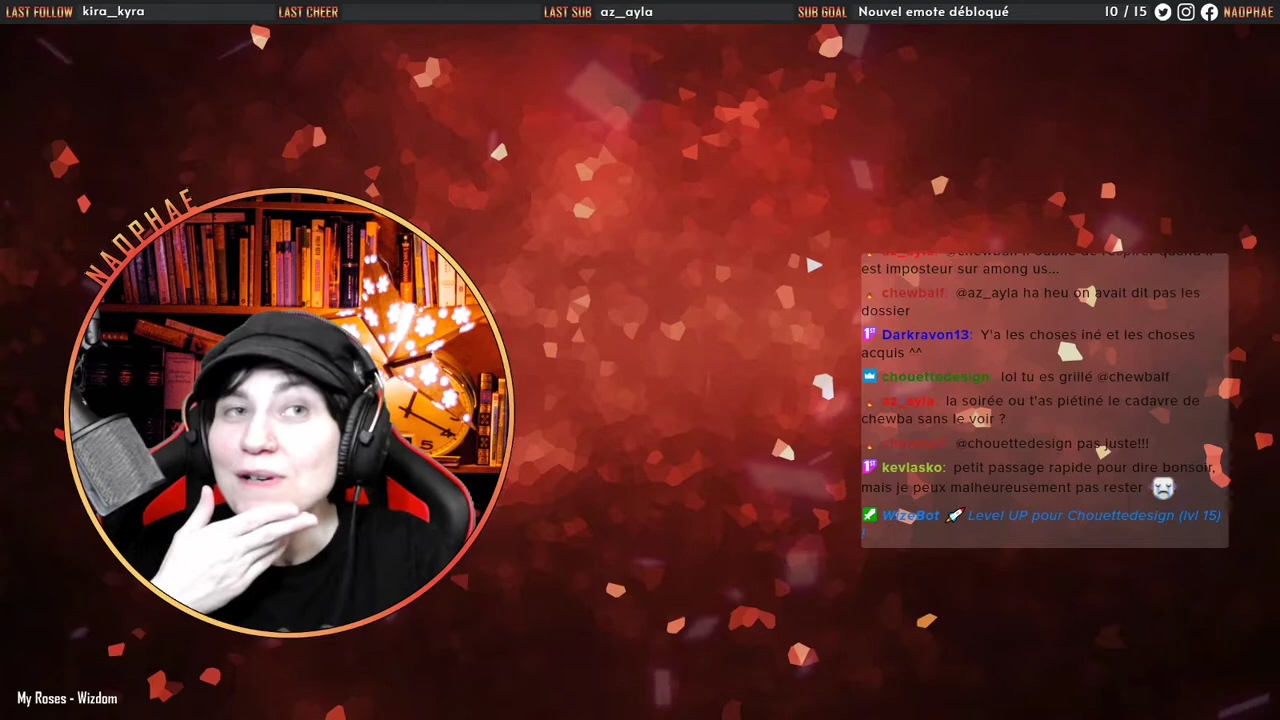 LAST FOLLOW kira_kyra LAST CHEER LAST SUB az_ayla SUB GOAL Nouvel emote débloqué 10 / 15 NAOPHAE
NAOPHAE
est imposteur sur among us...
chewbalf: @az_ayla ha heu on avait dit pas les
dossier
Darkravon13: Y'a les choses iné et les choses
acquis ^^
chouettedesign: lol tu es grillé @chewbalf
az_ayla: la soirée ou t'as piétiné le cadavre de
chewba sans le voir ?
chewbalf: @chouettedesign pas juste!!!
kevlasko: petit passage rapide pour dire bonsoir,
mais je peux malheureusement pas rester
WizeBot Level UP pour Chouettedesign (lvl 15)
!
My Roses - Wizdom